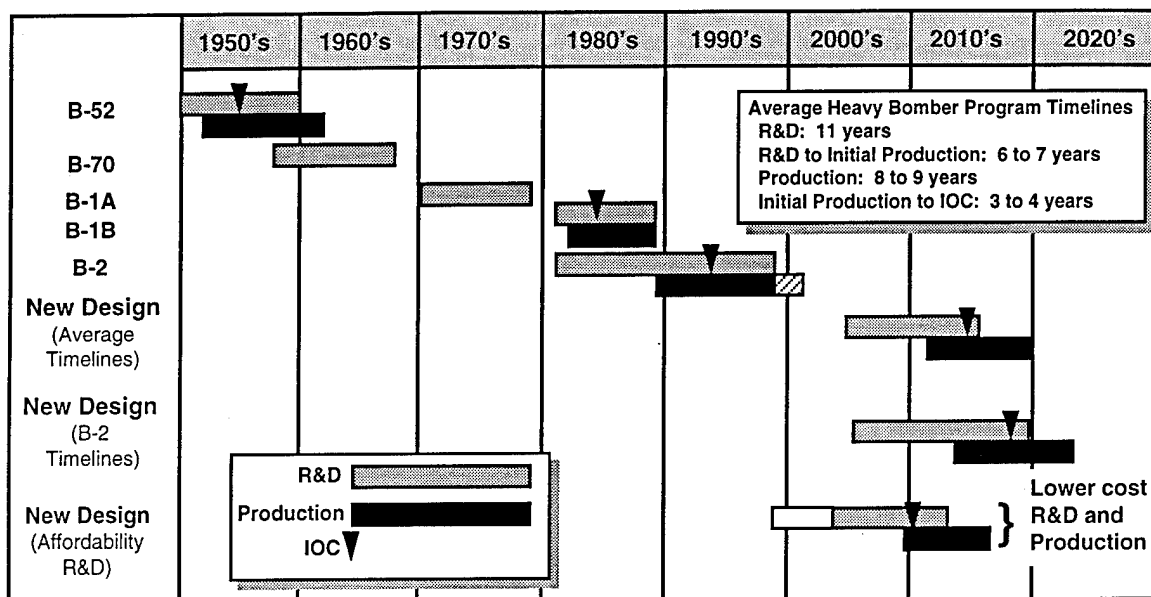 1950's 1960's 1970's 1980's 1990's 2000's 2010's 2020's
B-52
B-70
B-1A
B-1B
B-2
New Design
(Average
Timelines)
New Design
(B-2
Timelines)
New Design
(Affordability
R&D)
Average Heavy Bomber Program Timelines
R&D: 11 years
R&D to Initial Production: 6 to 7 years
Production: 8 to 9 years
Initial Production to IOC: 3 to 4 years
R&D
Production
IOC
Lower cost
R&D and
Production